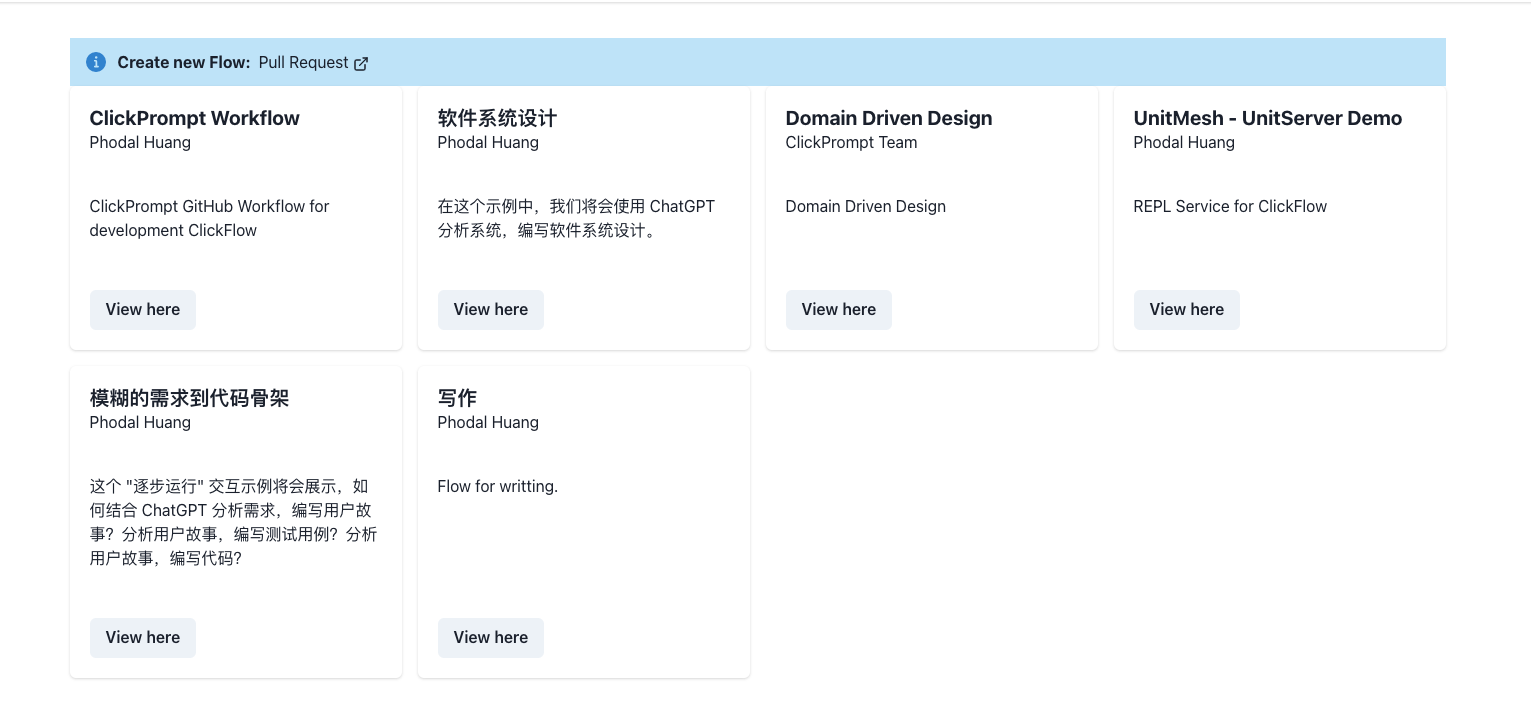 Create new Flow: Pull Request
ClickPrompt Workflow
Phodal Huang
ClickPrompt GitHub Workflow for
development ClickFlow
View here
软件系统设计
Phodal Huang
在这个示例中，我们将会使用 ChatGPT
分析系统，编写软件系统设计。
View here
Domain Driven Design
ClickPrompt Team
Domain Driven Design
View here
UnitMesh - UnitServer Demo
Phodal Huang
REPL Service for ClickFlow
View here
模糊的需求到代码骨架
Phodal Huang
这个 "逐步运行" 交互示例将会展示，如
何结合 ChatGPT 分析需求，编写用户故
事？分析用户故事，编写测试用例？分析
用户故事，编写代码？
View here
写作
Phodal Huang
Flow for writting.
View here